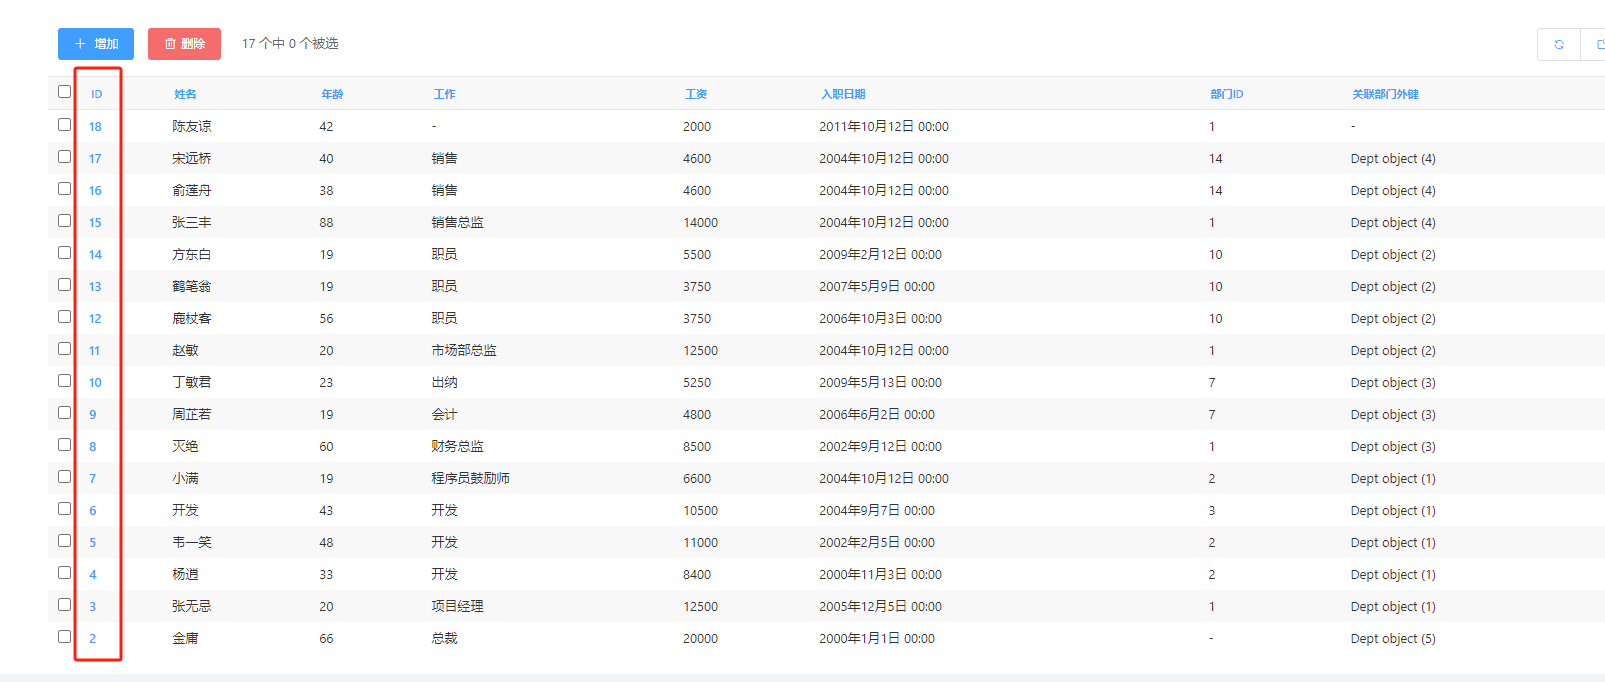 增加 删除 17 个中 0 个被选
ID 姓名 年龄 工作 工资 入职日期 部门ID 关联部门外键
18 陈友谅 42 - 2000 2011年10月12日 00:00 1 -
17 宋远桥 40 销售 4600 2004年10月12日 00:00 14 Dept object (4)
16 俞莲舟 38 销售 4600 2004年10月12日 00:00 14 Dept object (4)
15 张三丰 88 销售总监 14000 2004年10月12日 00:00 1 Dept object (4)
14 方东白 19 职员 5500 2009年2月12日 00:00 10 Dept object (2)
13 鹤笔翁 19 职员 3750 2007年5月9日 00:00 10 Dept object (2)
12 鹿杖客 56 职员 3750 2006年10月3日 00:00 10 Dept object (2)
11 赵敏 20 市场部总监 12500 2004年10月12日 00:00 1 Dept object (2)
10 丁敏君 23 出纳 5250 2009年5月13日 00:00 7 Dept object (3)
9 周芷若 19 会计 4800 2006年6月2日 00:00 7 Dept object (3)
8 灭绝 60 财务总监 8500 2002年9月12日 00:00 1 Dept object (3)
7 小满 19 程序员鼓励师 6600 2004年10月12日 00:00 2 Dept object (1)
6 开发 43 开发 10500 2004年9月7日 00:00 3 Dept object (1)
5 韦一笑 48 开发 11000 2002年2月5日 00:00 2 Dept object (1)
4 杨逍 33 开发 8400 2000年11月3日 00:00 2 Dept object (1)
3 张无忌 20 项目经理 12500 2005年12月5日 00:00 1 Dept object (1)
2 金庸 66 总裁 20000 2000年1月1日 00:00 - Dept object (5)